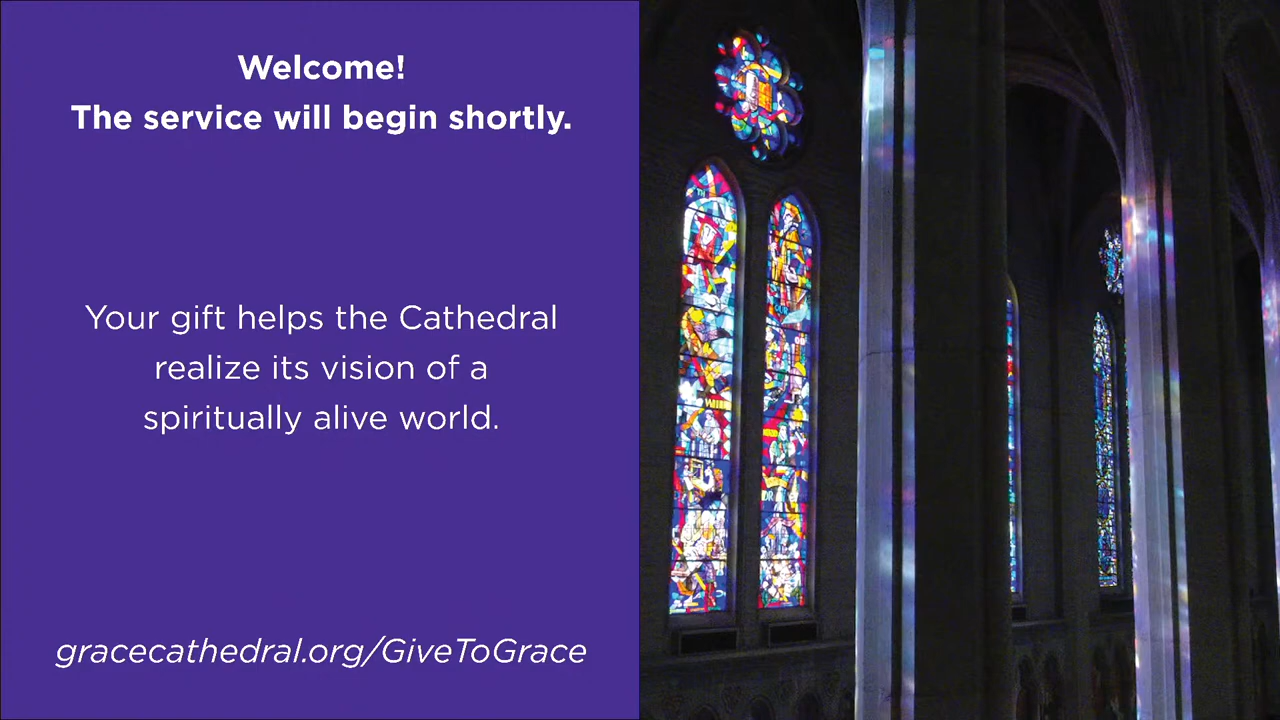 Welcome!
The service will begin shortly.
Your gift helps the Cathedral
realize its vision of a
spiritually alive world.
gracecathedral.org/GiveToGrace